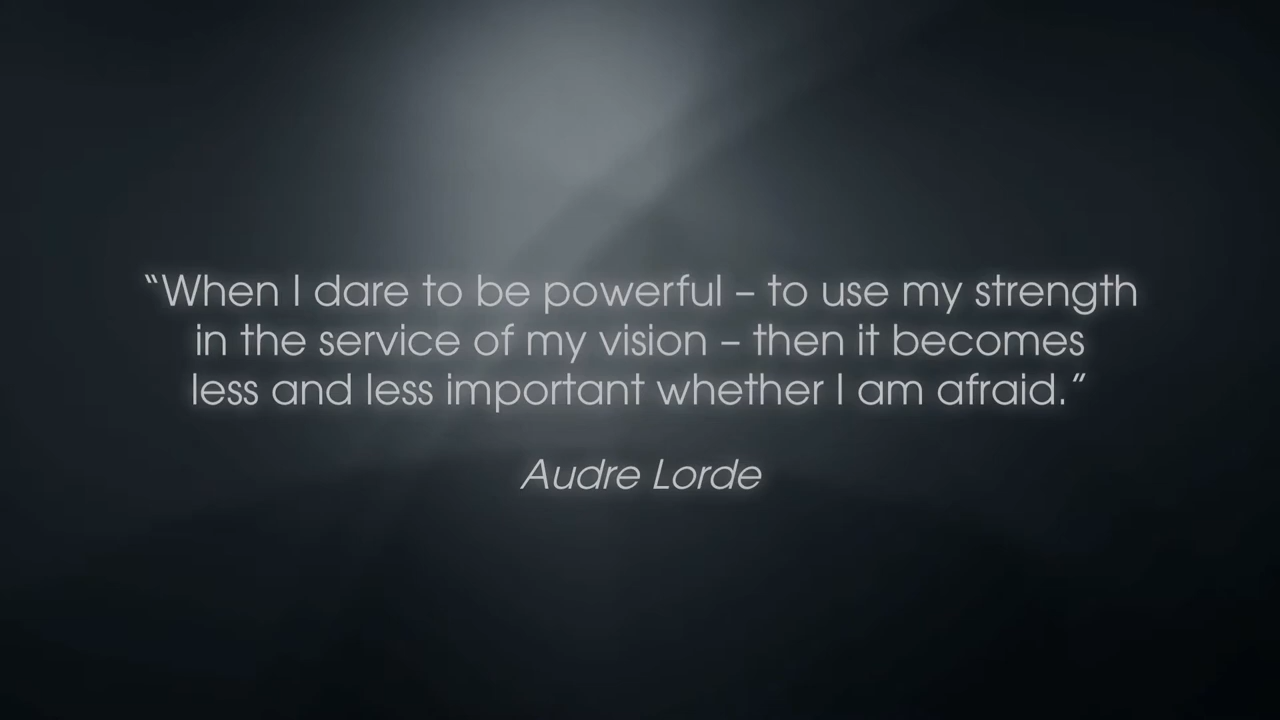 “When I dare to be powerful – to use my strength
in the service of my vision – then it becomes
less and less important whether I am afraid.”
Audre Lorde